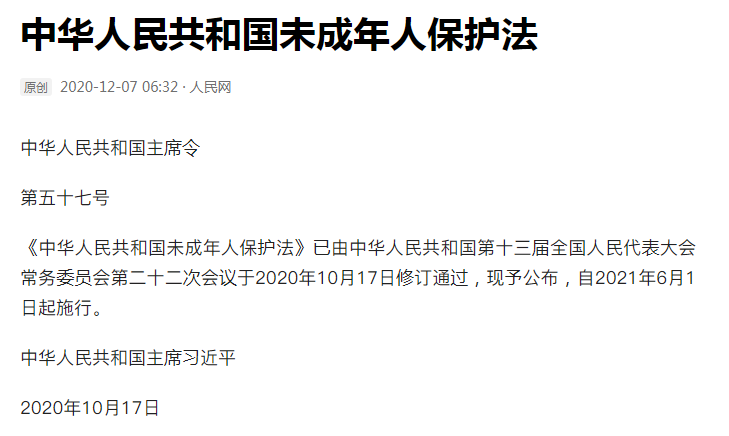 中华人民共和国未成年人保护法
原创 2020-12-07 06:32 · 人民网
中华人民共和国主席令
第五十七号
《中华人民共和国未成年人保护法》已由中华人民共和国第十三届全国人民代表大会
常务委员会第二十二次会议于2020年10月17日修订通过，现予公布，自2021年6月1
日起施行。
中华人民共和国主席习近平
2020年10月17日